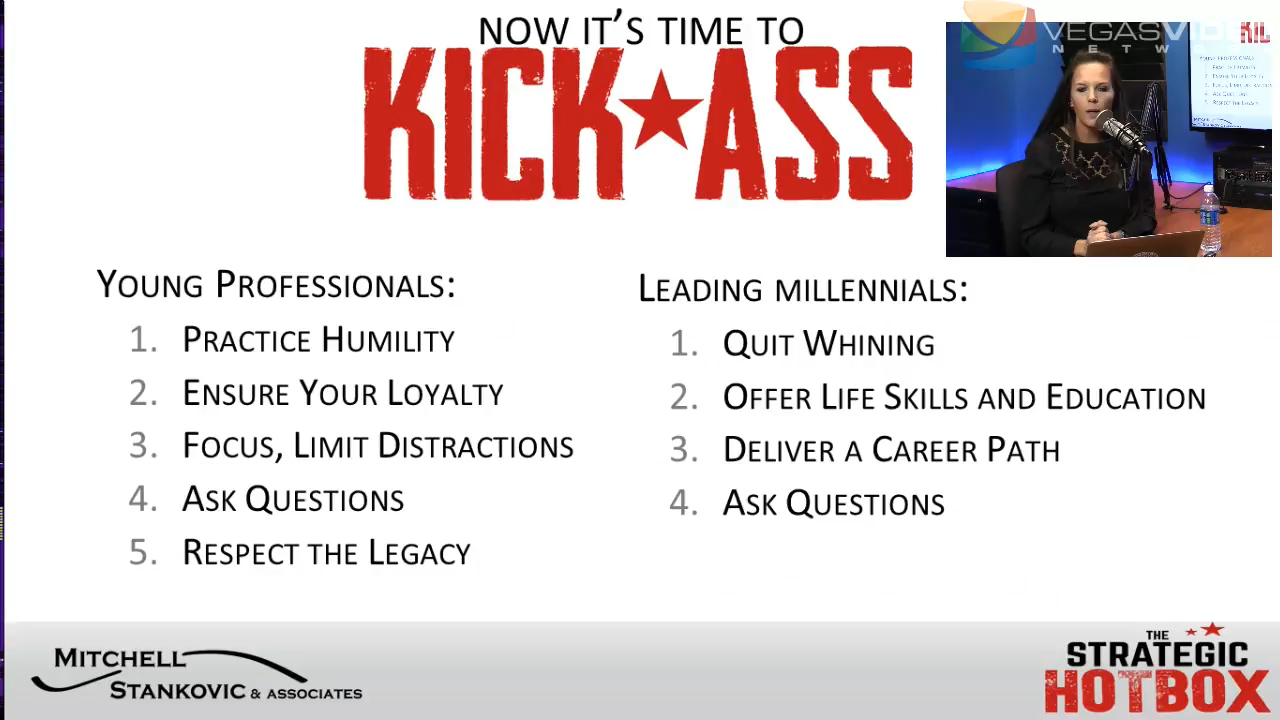 NOW IT'S TIME TO
KICK★ASS
VEGASVIDEO
NETWORK
YOUNG PROFESSIONALS:
1. PRACTICE HUMILITY
2. ENSURE YOUR LOYALTY
3. FOCUS, LIMIT DISTRACTIONS
4. ASK QUESTIONS
5. RESPECT THE LEGACY
LEADING MILLENNIALS:
1. QUIT WHINING
2. OFFER LIFE SKILLS AND EDUCATION
3. DELIVER A CAREER PATH
4. ASK QUESTIONS
MITCHELL
STANKOVIC & ASSOCIATES
THE
STRATEGIC
HOTBOX